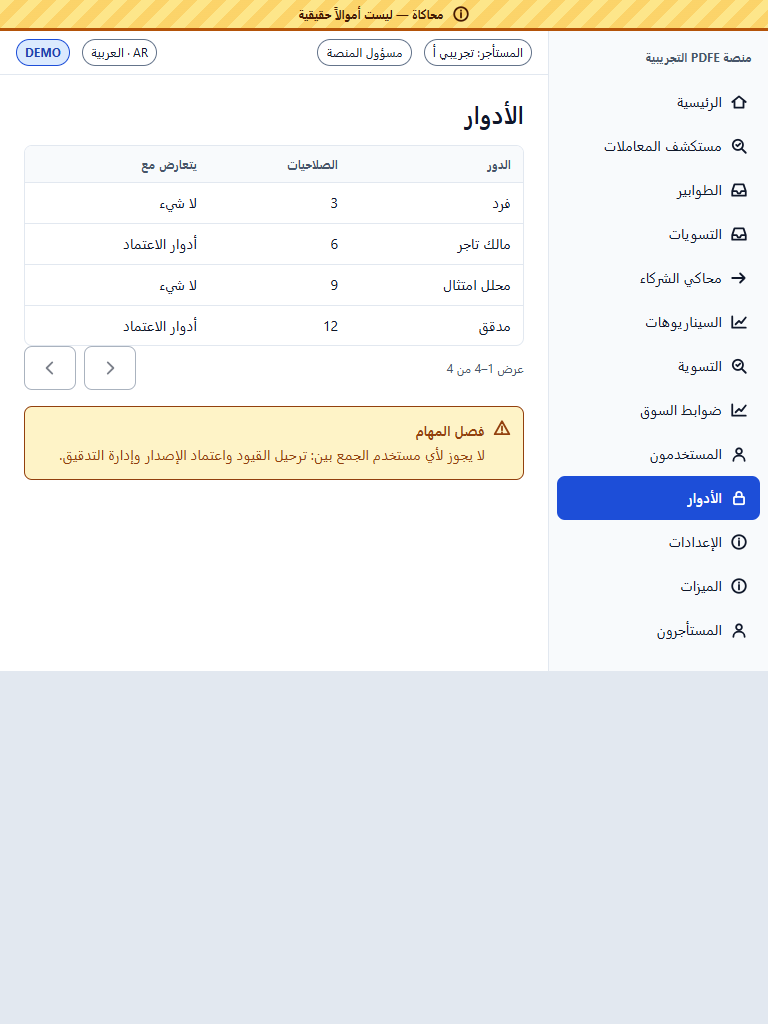 محاكاة — ليست أموالاً حقيقية
منصة PDFE التجريبية
الرئيسية
مستكشف المعاملات
الطوابير
التسويات
محاكي الشركاء
السيناريوهات
التسوية
ضوابط السوق
المستخدمون
الأدوار
الإعدادات
الميزات
المستأجرون
المستأجر: تجريبي أ
مسؤول المنصة
AR · العربية
DEMO
الأدوار
الدور الصلاحيات يتعارض مع
فرد 3 لا شيء
مالك تاجر 6 أدوار الاعتماد
محلل امتثال 9 لا شيء
مدقق 12 أدوار الاعتماد
عرض 1–4 من 4
فصل المهام
لا يجوز لأي مستخدم الجمع بين: ترحيل القيود واعتماد الإصدار وإدارة التدقيق.